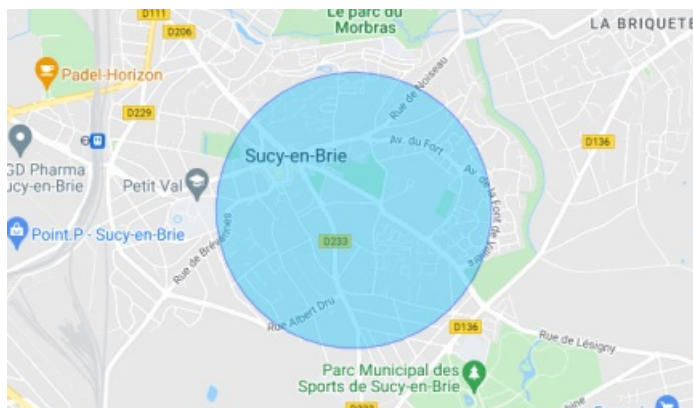 D111
Le parc du
Morbras
D206
LA BRIQUETE
Padel-Horizon
Rue de Noiseau
D229
D136
Av. du Fort
Sucy-en-Brie
GD Pharma
ucy-en-Brie
Petit Val
Av. de la Font de Villiers
Point.P - Sucy-en-Brie
Rue de Brévannes
D233
Rue Albert Dru
D136
Rue de Lésigny
Parc Municipal des
Sports de Sucy-en-Brie